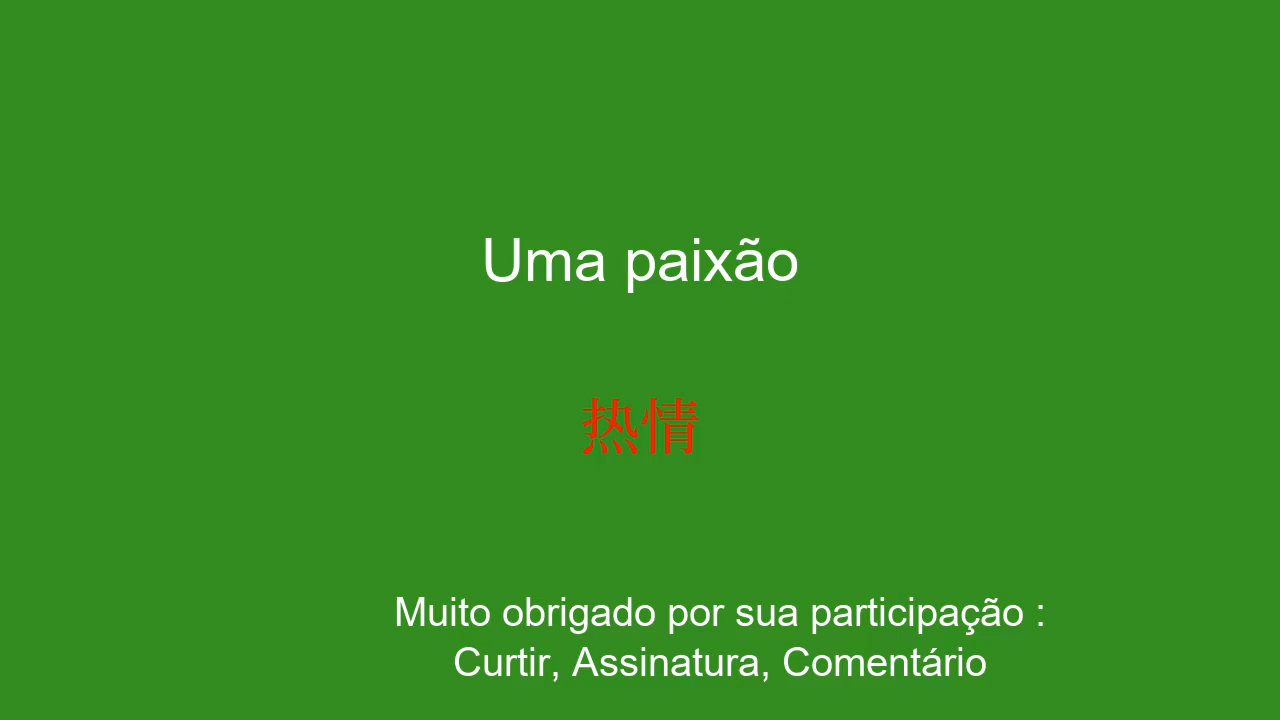 Uma paixão
热情
Muito obrigado por sua participação :
Curtir, Assinatura, Comentário